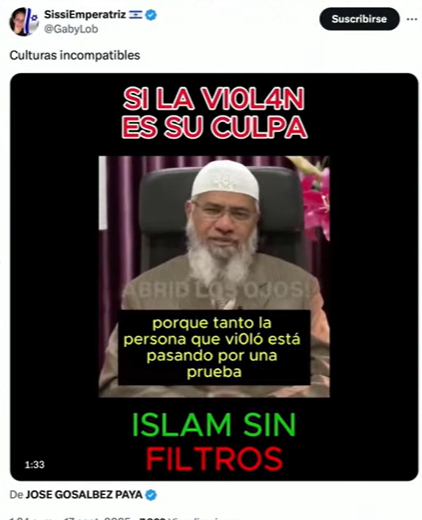 SissiEmperatriz
@GabyLob
Suscribirse
Culturas incompatibles
SI LA VI0L4N
ES SU CULPA
ABRID LOS OJOS!
porque tanto la
persona que vi0ló está
pasando por una
prueba
ISLAM SIN
FILTROS
1:33
De JOSE GOSALBEZ PAYA